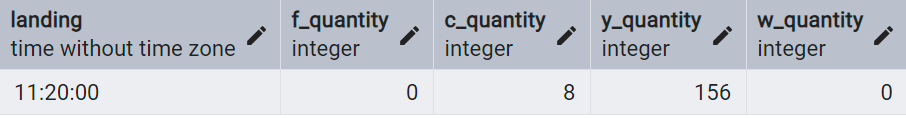 landing f_quantity c_quantity y_quantity w_quantity
time without time zone integer integer integer integer
11:20:00 0 8 156 0